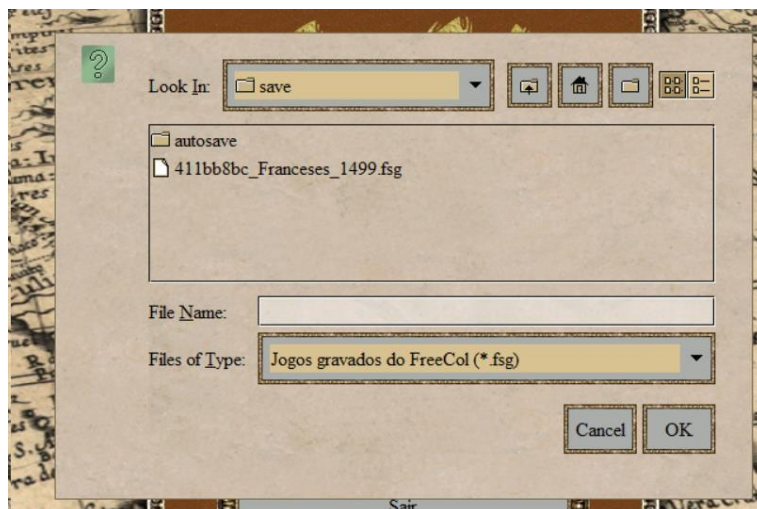 Look In:
save
autosave
411bb8bc_Franceses_1499.fsg
File Name:
Files of Type:
Jogos gravados do FreeCol (*.fsg)
Cancel
OK
Sair